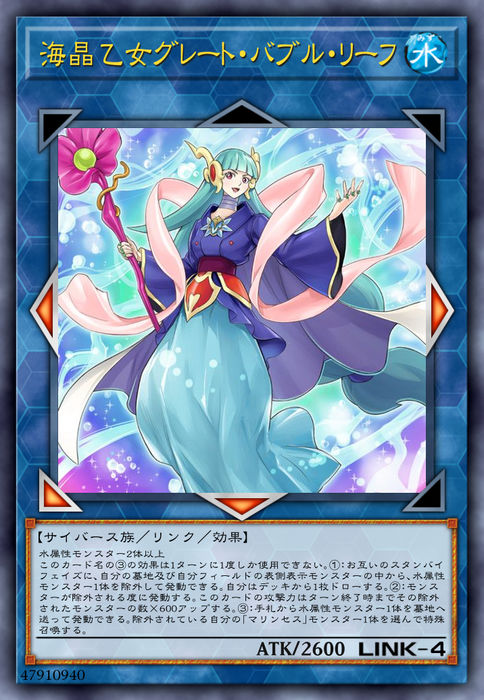 海晶乙女グレート・バブル・リーフ
みず
水
【サイバース族／リンク／効果】
水属性モンスター2体以上
このカード名の③の効果は1ターンに1度しか使用できない。①：お互いのスタンバイ
フェイズに、自分の墓地及び自分フィールドの表側表示モンスターの中から、水属性
モンスター1体を除外して発動できる。自分はデッキから1枚ドローする。②：モンス
ターが除外される度に発動する。このカードの攻撃力はターン終了時までその除外
されたモンスターの数×600アップする。③：手札から水属性モンスター1体を墓地へ
送って発動できる。除外されている自分の「マリンセス」モンスター1体を選んで特殊
召喚する。
ATK/2600 LINK-4
47910940